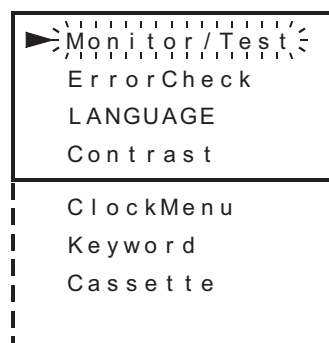 Monitor/Test
ErrorCheck
LANGUAGE
Contrast
ClockMenu
Keyword
Cassette